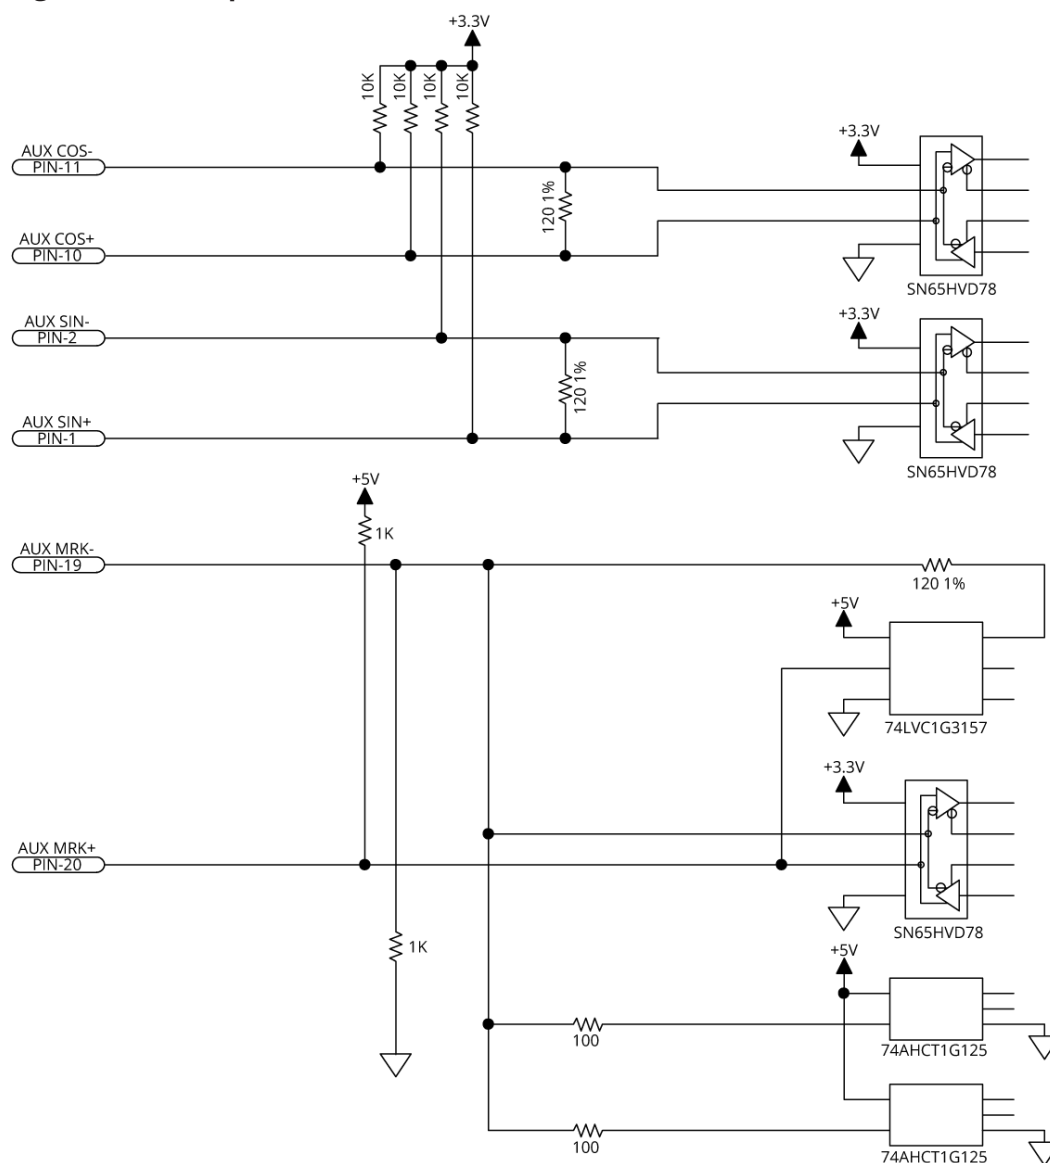 +3.3V
10K
10K
10K
10K
+3.3V
AUX COS-
PIN-11
120 1%
AUX COS+
PIN-10
SN65HVD78
AUX SIN-
PIN-2
+3.3V
120 1%
AUX SIN+
PIN-1
SN65HVD78
+5V
1K
AUX MRK-
PIN-19
120 1%
+5V
74LVC1G3157
+3.3V
AUX MRK+
PIN-20
SN65HVD78
1K
+5V
100
74AHCT1G125
100
74AHCT1G125